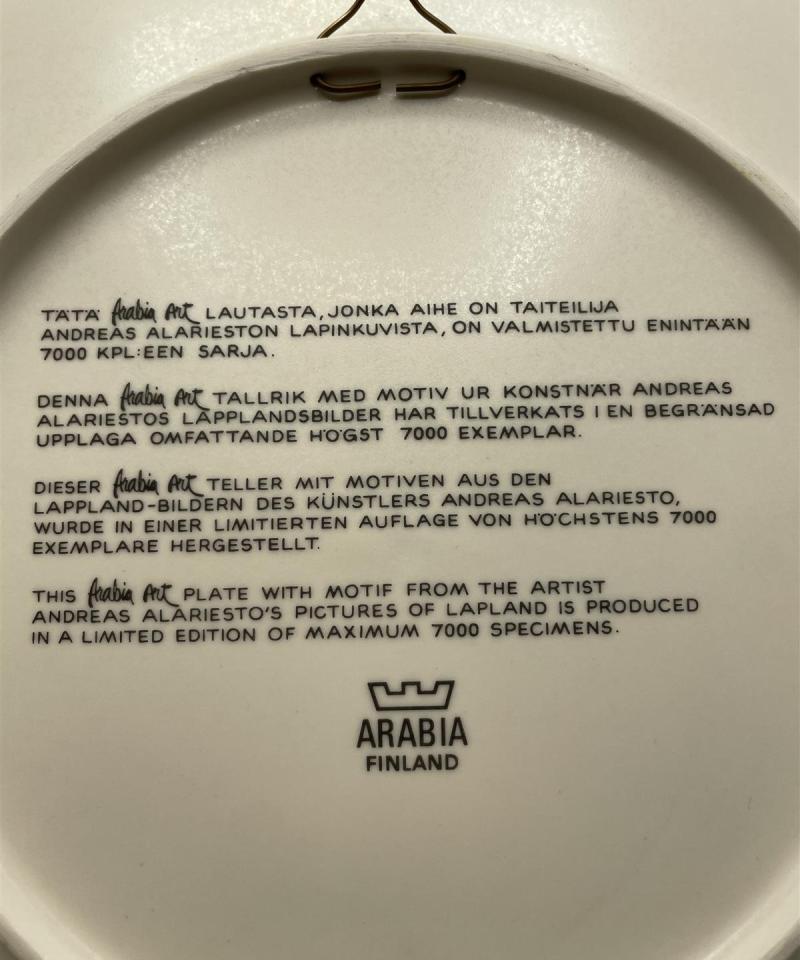 TÄTÄ Arabia Art LAUTASTA, JONKA AIHE ON TAITEILIJA
ANDREAS ALARIESTON LAPINKUVISTA, ON VALMISTETTU ENINTÄÄN
7000 KPL:EEN SARJA.
DENNA Arabia Art TALLRIK MED MOTIV UR KONSTNÄR ANDREAS
ALARIESTOS LAPPLANDSBILDER HAR TILLVERKATS I EN BEGRÄNSAD
UPPLAGA OMFATTANDE HÖGST 7000 EXEMPLAR.
DIESER Arabia Art TELLER MIT MOTIVEN AUS DEN
LAPPLAND-BILDERN DES KÜNSTLERS ANDREAS ALARIESTO,
WURDE IN EINER LIMITIERTEN AUFLAGE VON HÖCHSTENS 7000
EXEMPLARE HERGESTELLT.
THIS Arabia Art PLATE WITH MOTIF FROM THE ARTIST
ANDREAS ALARIESTO'S PICTURES OF LAPLAND IS PRODUCED
IN A LIMITED EDITION OF MAXIMUM 7000 SPECIMENS.
ARABIA
FINLAND